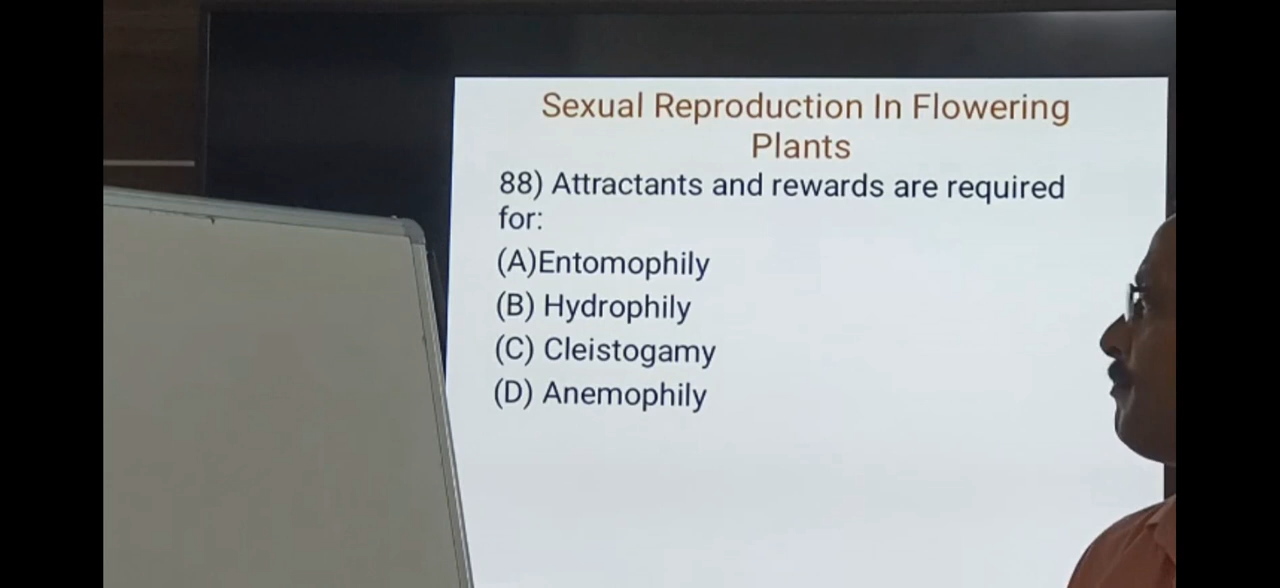 Sexual Reproduction In Flowering
Plants
88) Attractants and rewards are required
for:
(A)Entomophily
(B) Hydrophily
(C) Cleistogamy
(D) Anemophily